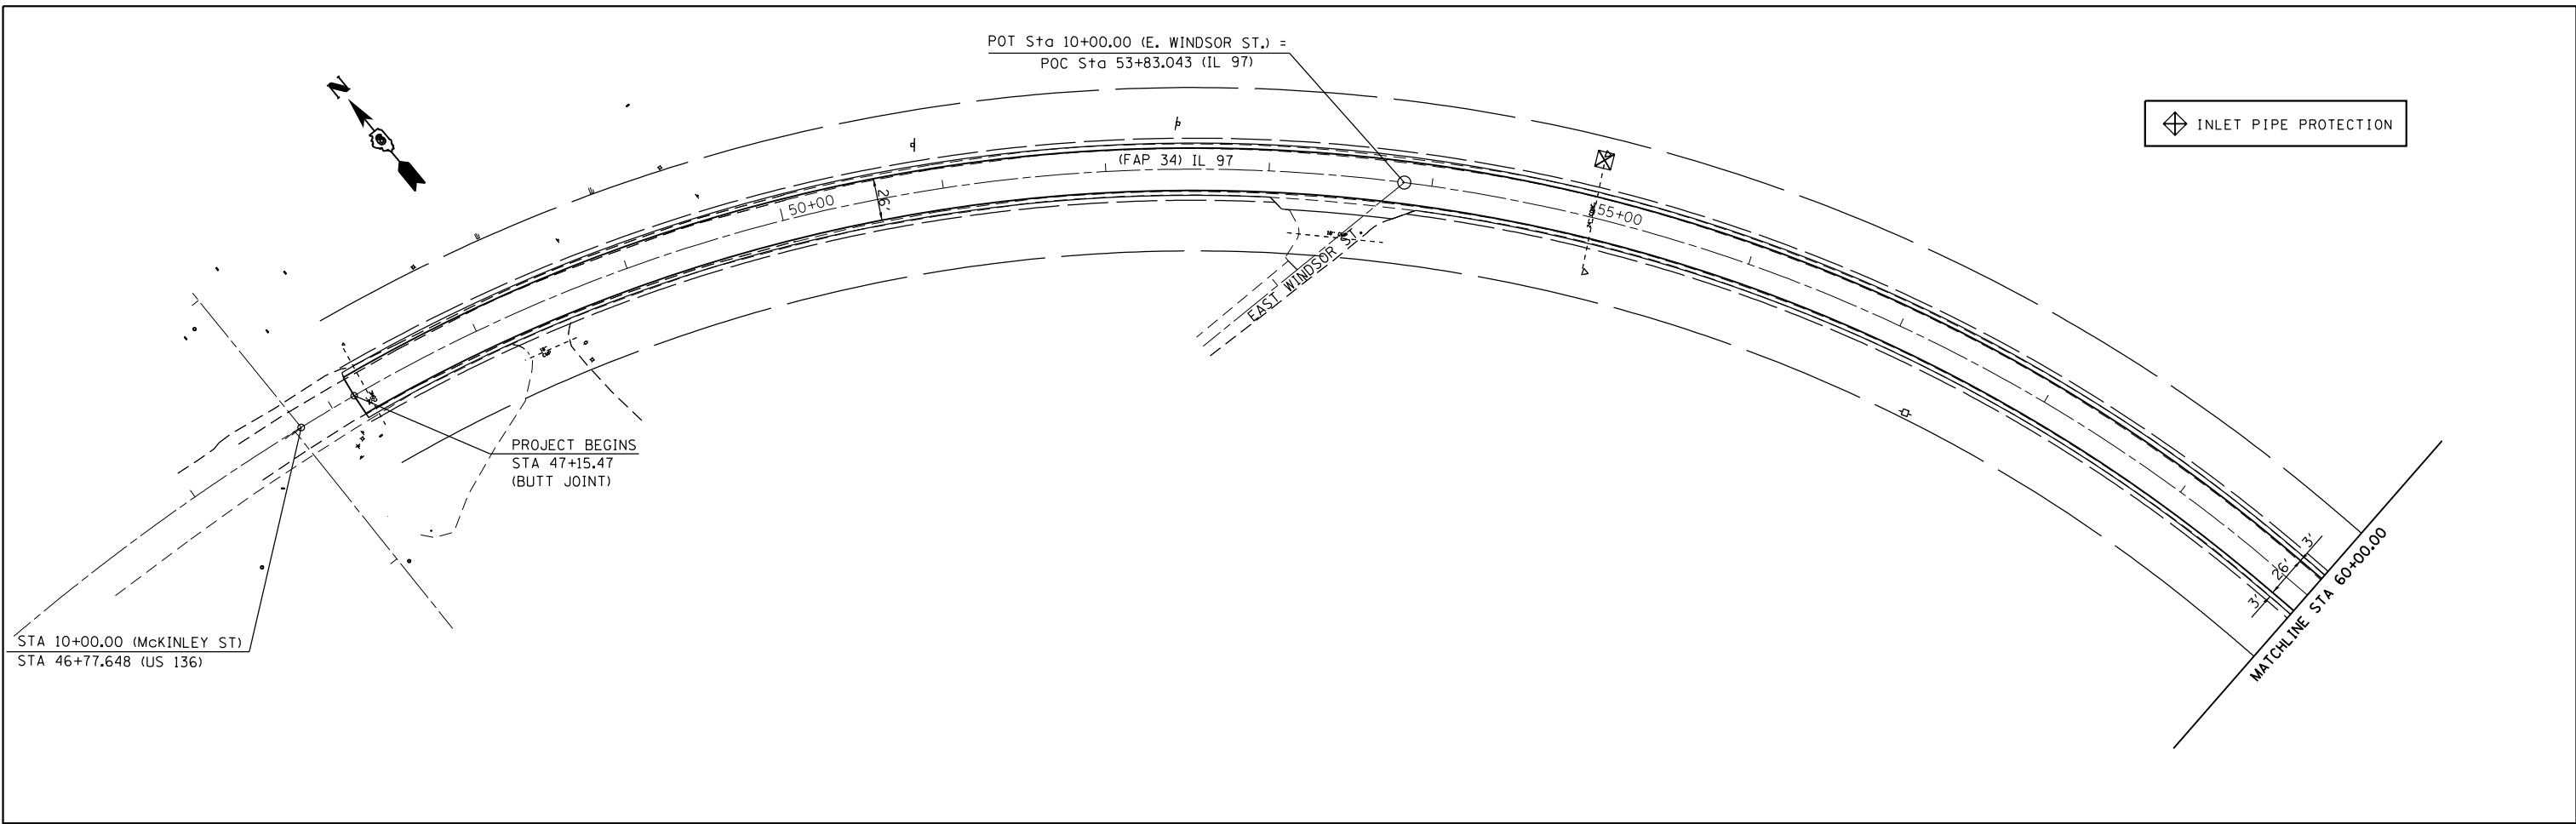 POT Sta 10+00.00 (E. WINDSOR ST.) =
POC Sta 53+83.043 (IL 97)
N
INLET PIPE PROTECTION
(FAP 34) IL 97
50+00
26'
55+00
EAST WINDSOR ST.
PROJECT BEGINS
STA 47+15.47
(BUTT JOINT)
STA 10+00.00 (McKINLEY ST)
STA 46+77.648 (US 136)
3'
26'
3'
MATCHLINE STA 60+00.00